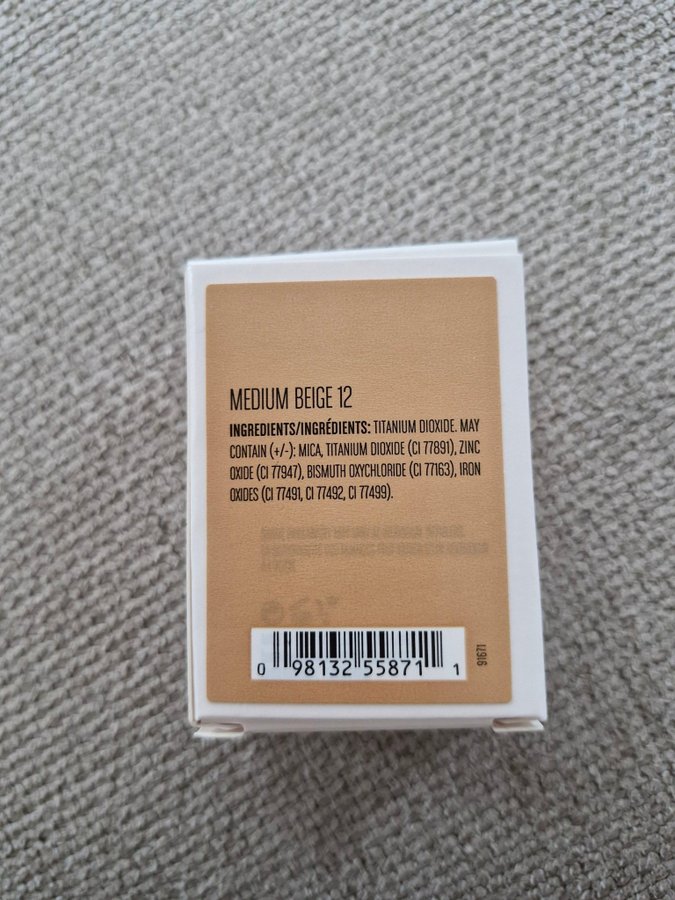 MEDIUM BEIGE 12
INGREDIENTS/INGRÉDIENTS: TITANIUM DIOXIDE. MAY
CONTAIN (+/-): MICA, TITANIUM DIOXIDE (CI 77891), ZINC
OXIDE (CI 77947), BISMUTH OXYCHLORIDE (CI 77163), IRON
OXIDES (CI 77491, CI 77492, CI 77499).
0 98132 55871 1
91671